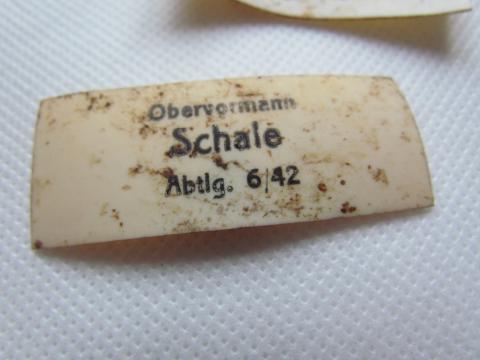 Obervormann
Schale
Abtlg. 6/42